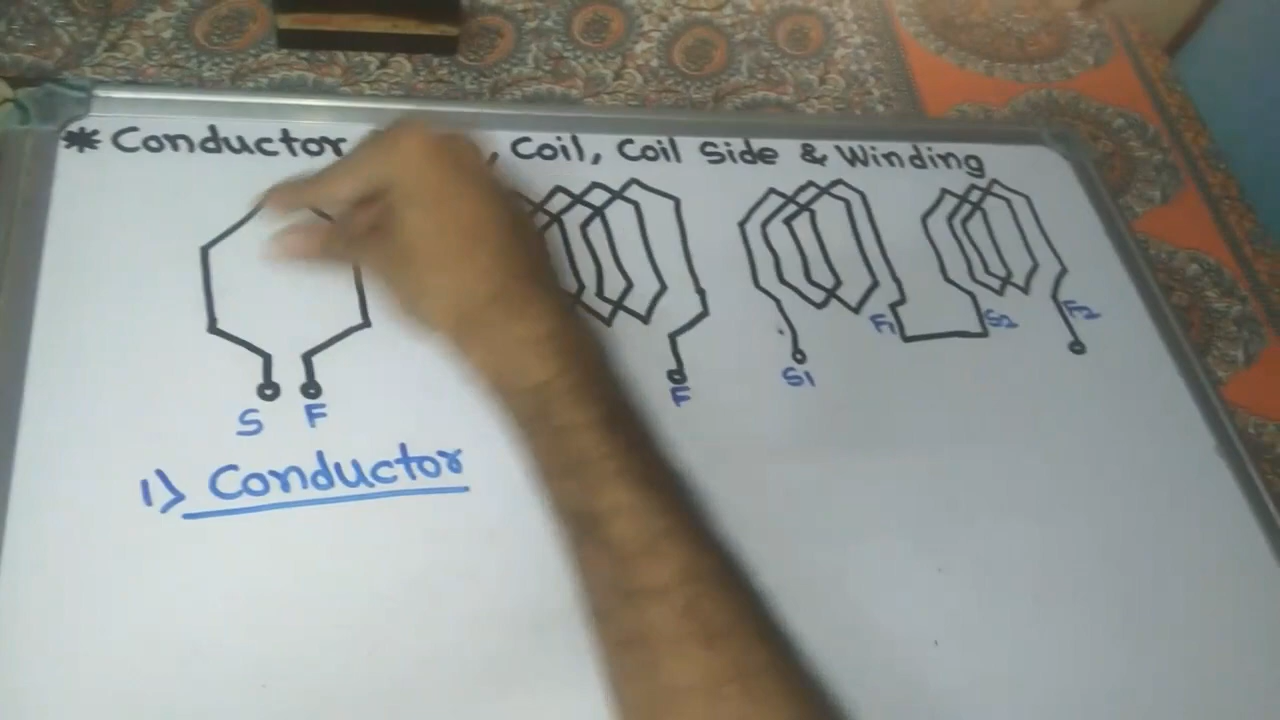 * Conductor , Coil, Coil Side & Winding
S F
F
S1
F1
S2
F2
1) Conductor